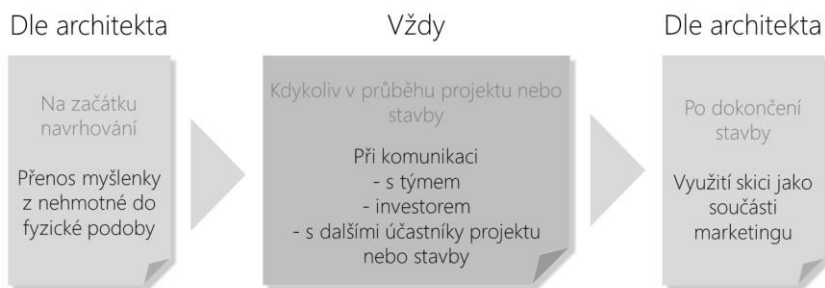 Dle architekta
Na začátku
navrhování
Přenos myšlenky
z nehmotné do
fyzické podoby
Vždy
Kdykoliv v průběhu projektu nebo
stavby
Při komunikaci
- s týmem
- investorem
- s dalšími účastníky projektu
nebo stavby
Dle architekta
Po dokončení
stavby
Využití skici jako
součásti
marketingu